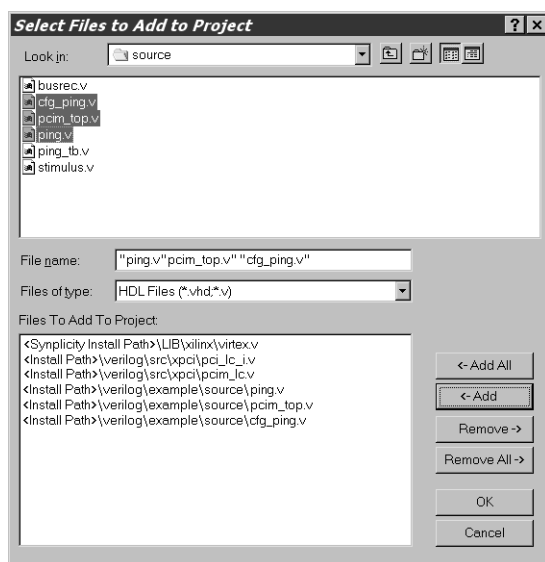 Select Files to Add to Project ? ×
Look in: source
busrec.v
cfg_ping.v
pcim_top.v
ping.v
ping_tb.v
stimulus.v
File name: "ping.v"pcim_top.v" "cfg_ping.v"
Files of type: HDL Files (*.vhd;*.v)
Files To Add To Project:
<Synplicity Install Path>\LIB\xilinx\virtex.v
<Install Path>\verilog\src\xpci\pci_lc_i.v
<Install Path>\verilog\src\xpci\pcim_lc.v
<Install Path>\verilog\example\source\ping.v
<Install Path>\verilog\example\source\pcim_top.v
<Install Path>\verilog\example\source\cfg_ping.v
<- Add All
<- Add
Remove ->
Remove All ->
OK
Cancel